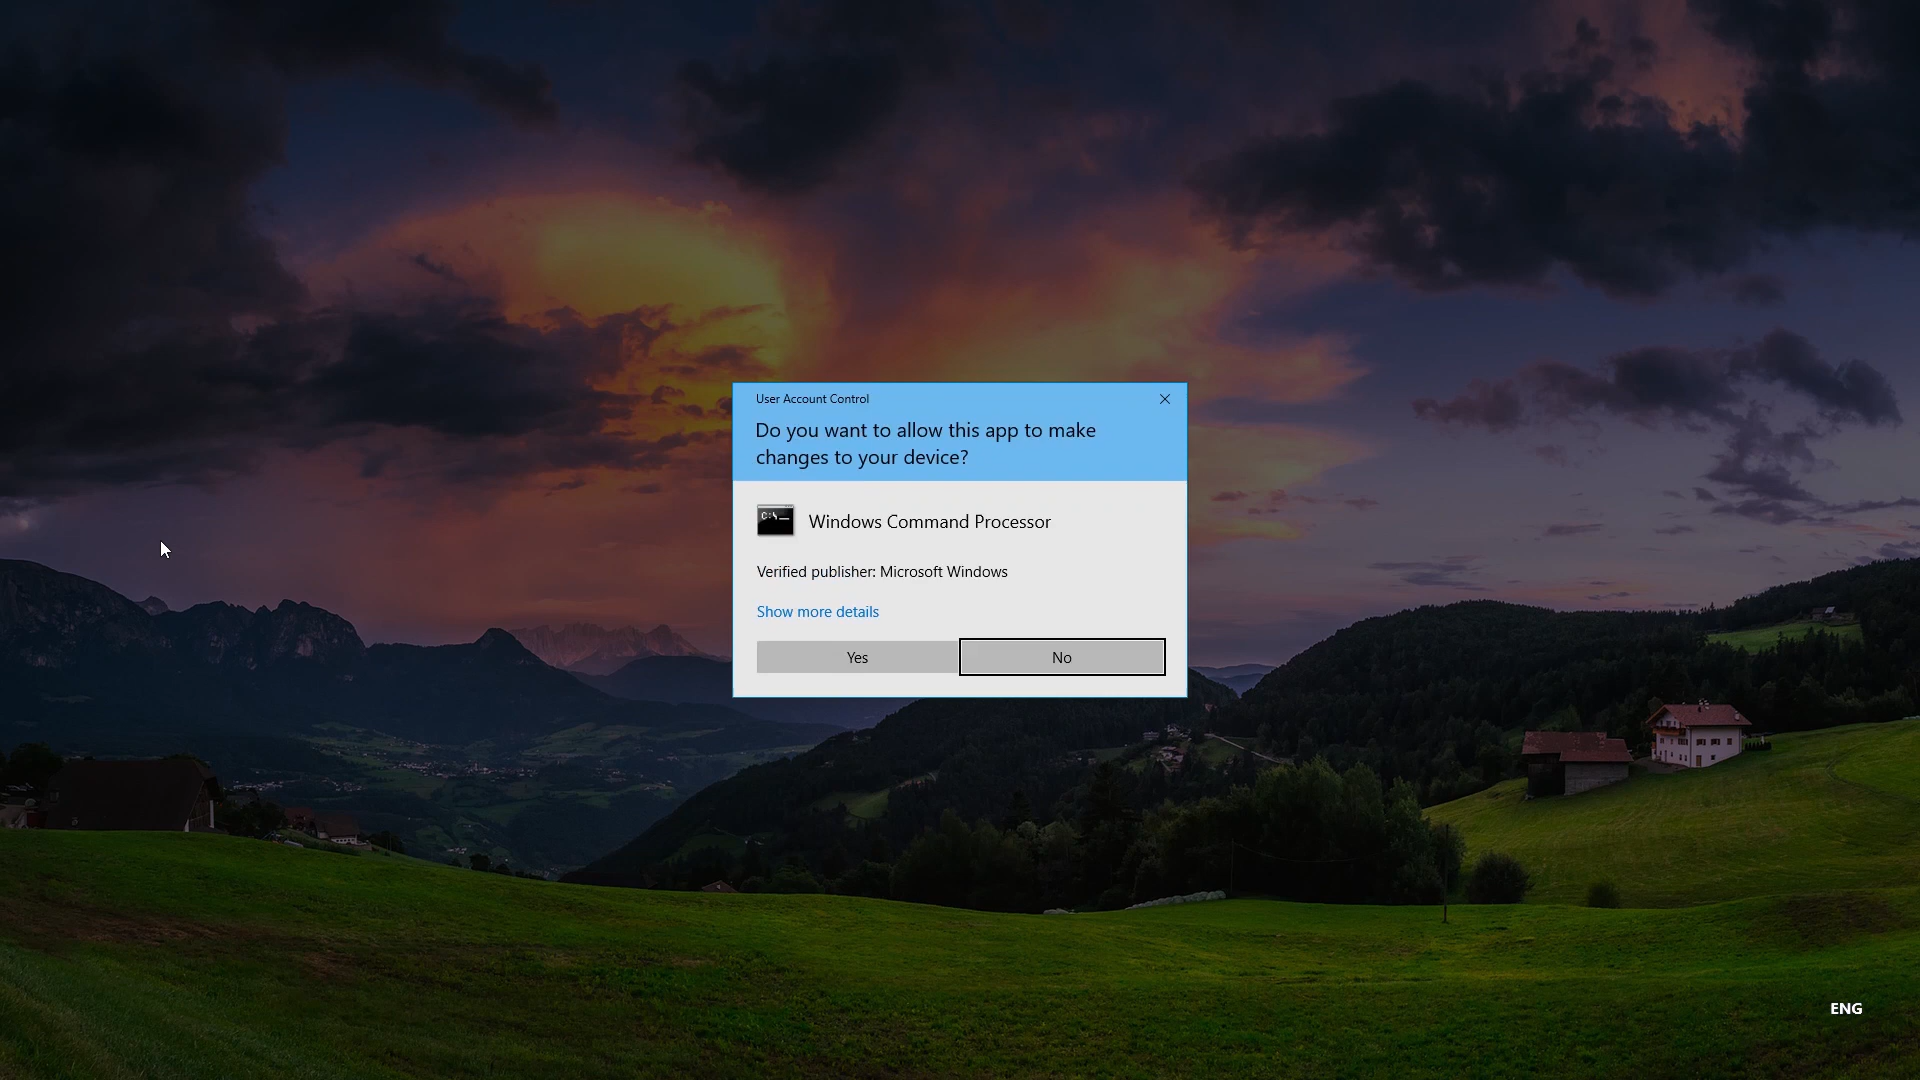 User Account Control
Do you want to allow this app to make
changes to your device?
C:\
Windows Command Processor
Verified publisher: Microsoft Windows
Show more details
Yes
No
ENG